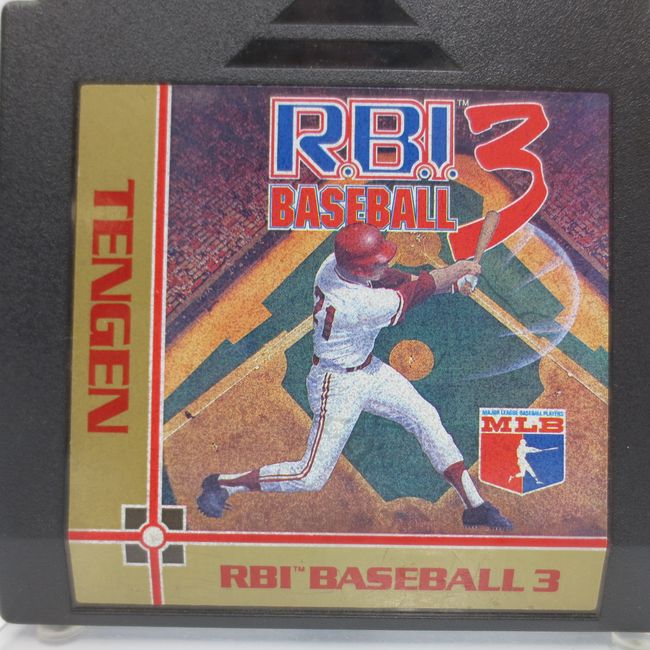 R.B.I.™ 3
BASEBALL
TENGEN
21
MAJOR LEAGUE BASEBALL PLAYERS
MLB
RBI™ BASEBALL 3